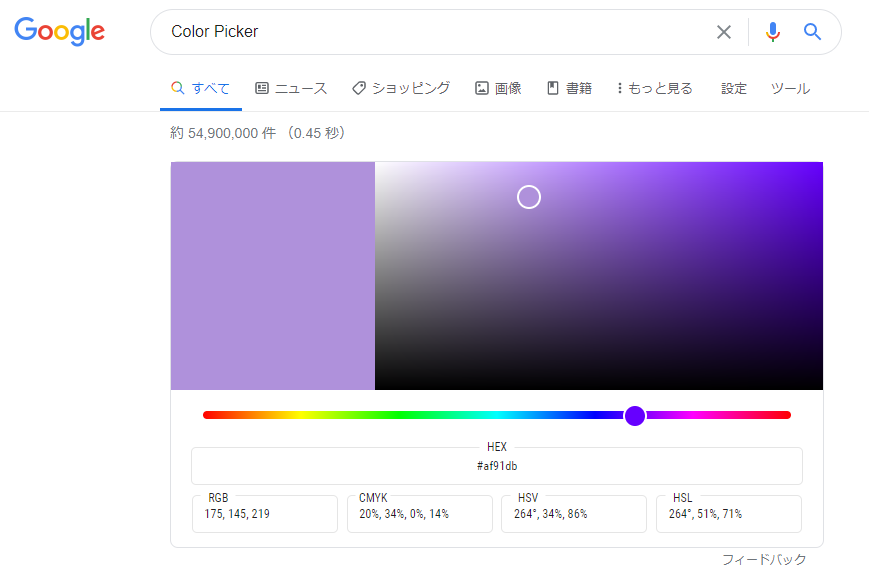 Google
Color Picker
すべて ニュース ショッピング 画像 書籍 もっと見る 設定 ツール
約 54,900,000 件 （0.45 秒）
HEX
#af91db
RGB CMYK HSV HSL
175, 145, 219 20%, 34%, 0%, 14% 264°, 34%, 86% 264°, 51%, 71%
フィードバック